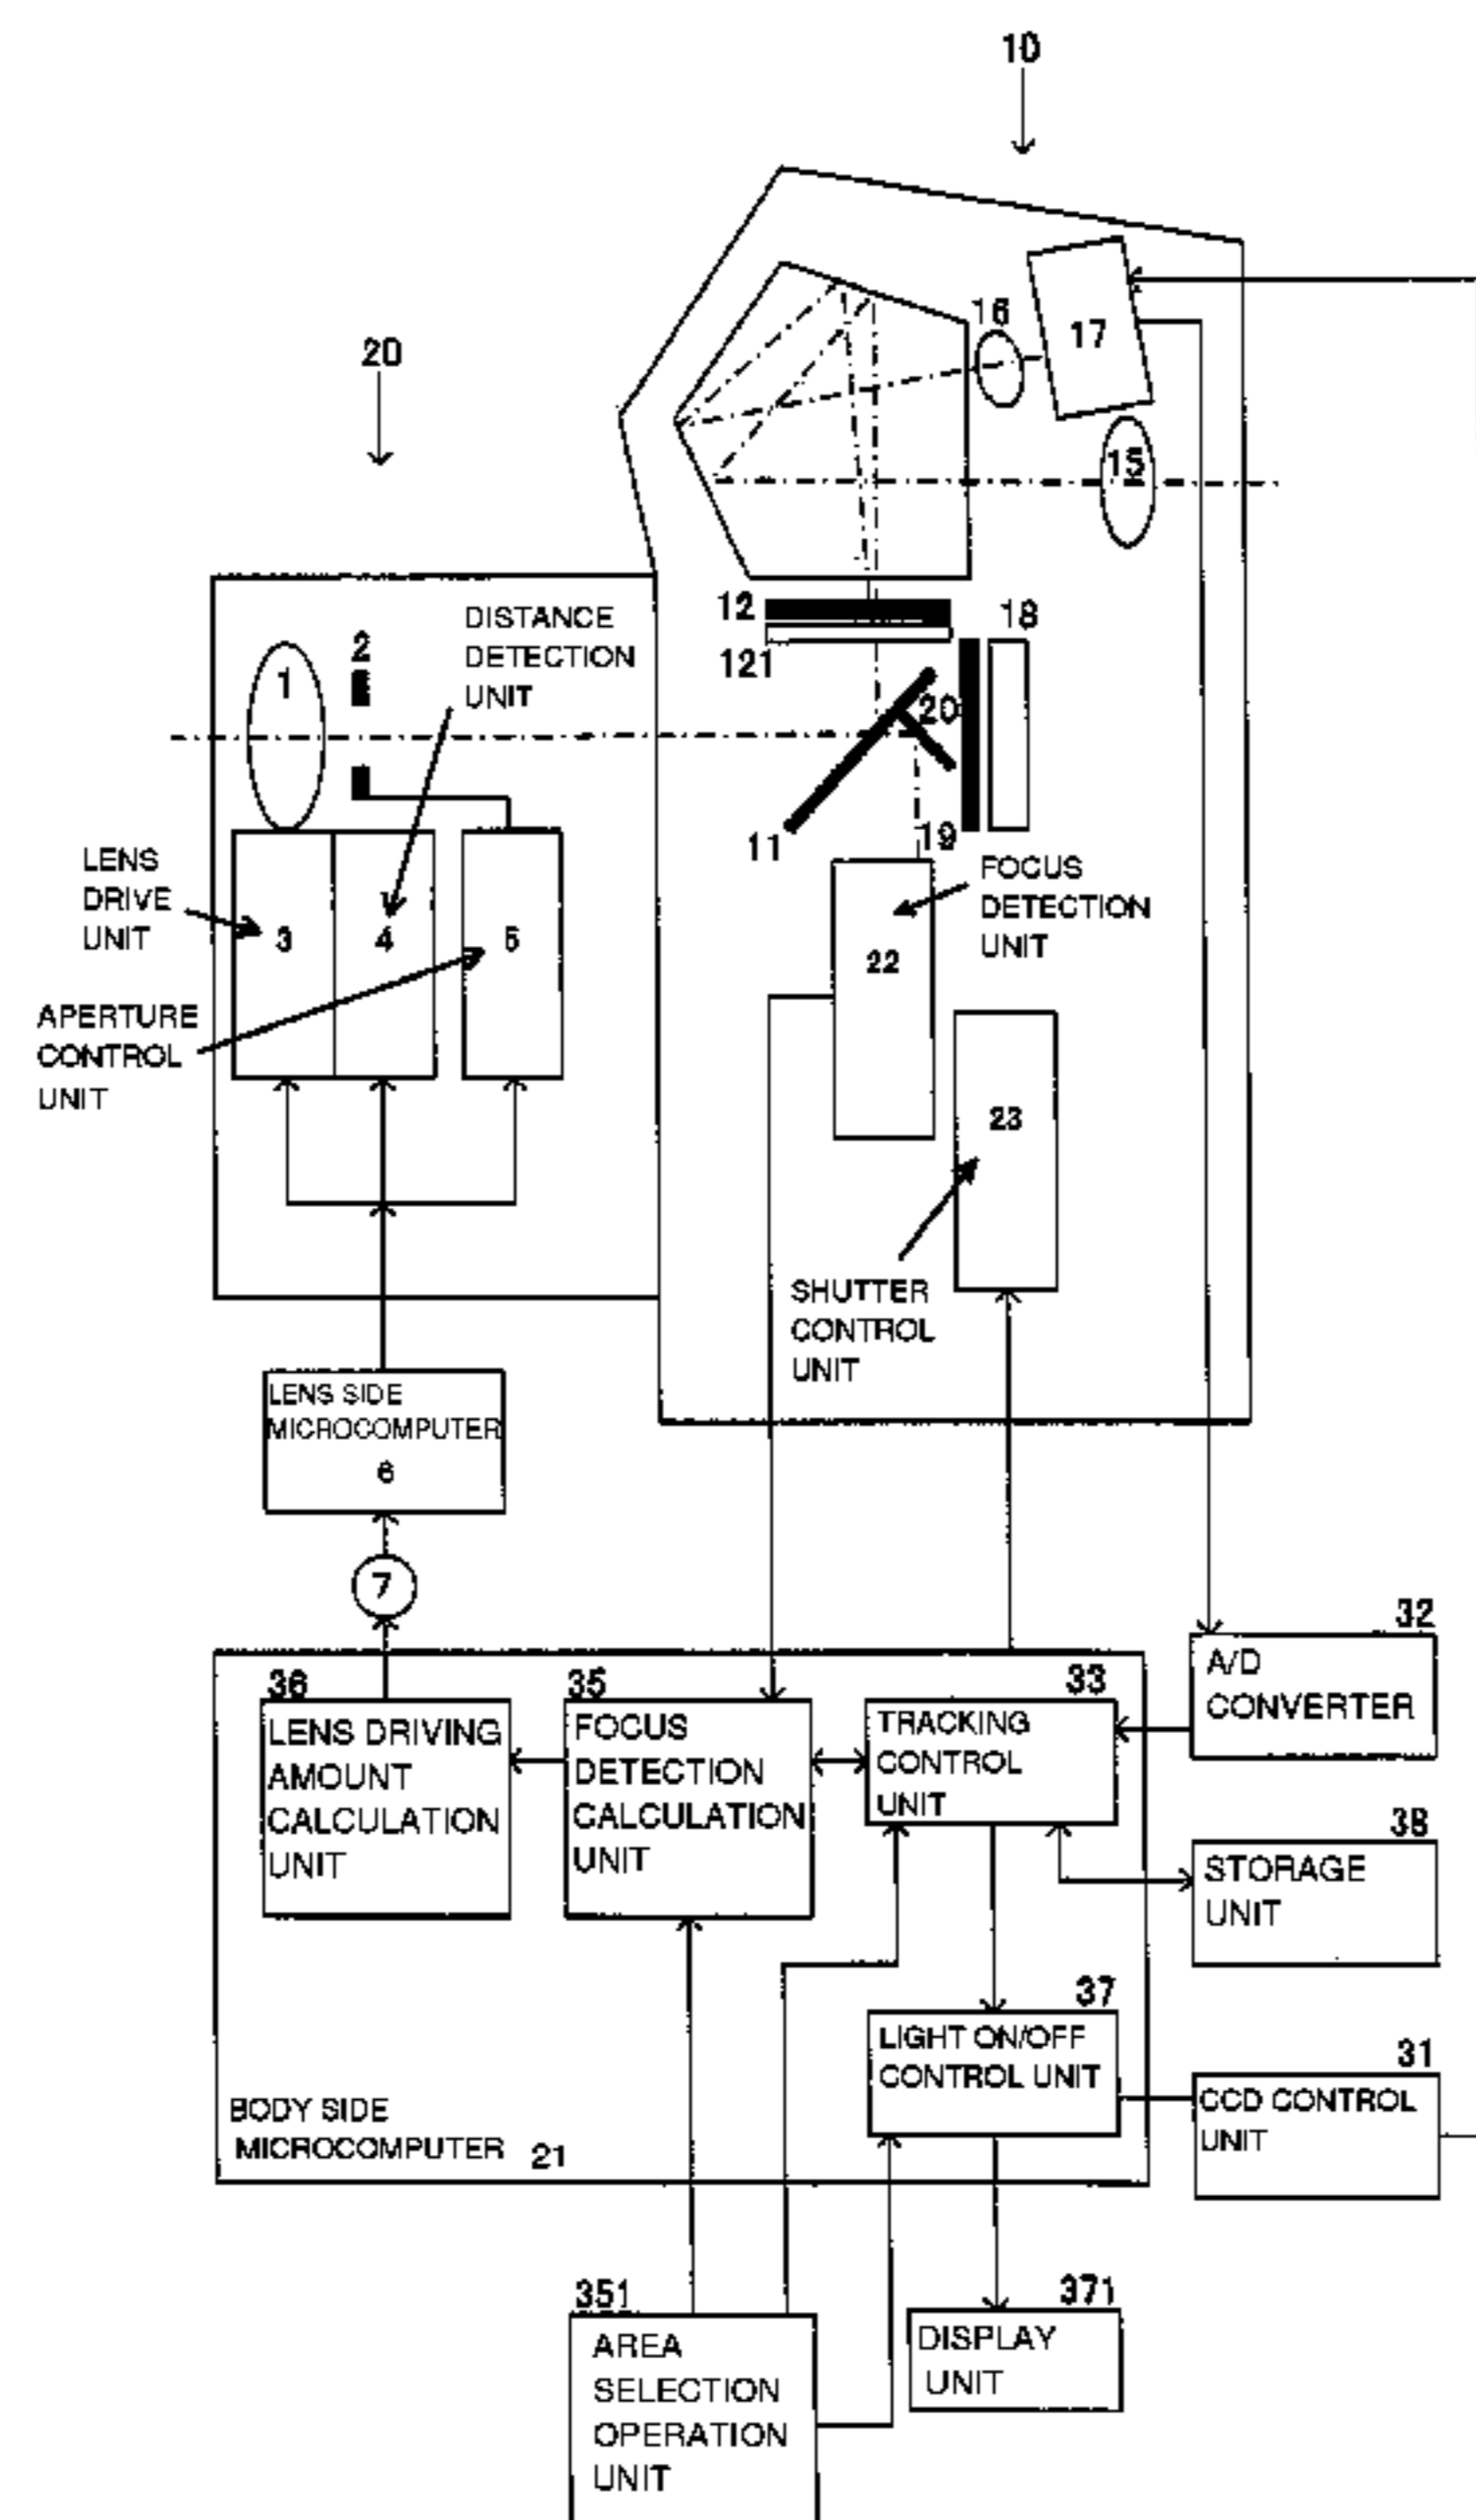 10
20
16
17
15
12
121
18
DISTANCE
DETECTION
UNIT
1
2
20
11
19
LENS
DRIVE
UNIT
3
4
5
FOCUS
DETECTION
UNIT
22
APERTURE
CONTROL
UNIT
23
SHUTTER
CONTROL
UNIT
LENS SIDE
MICROCOMPUTER
6
7
32
A/D
CONVERTER
36
LENS DRIVING
AMOUNT
CALCULATION
UNIT
35
FOCUS
DETECTION
CALCULATION
UNIT
33
TRACKING
CONTROL
UNIT
38
STORAGE
UNIT
37
LIGHT ON/OFF
CONTROL UNIT
31
CCD CONTROL
UNIT
BODY SIDE
MICROCOMPUTER 21
351
AREA
SELECTION
OPERATION
UNIT
371
DISPLAY
UNIT